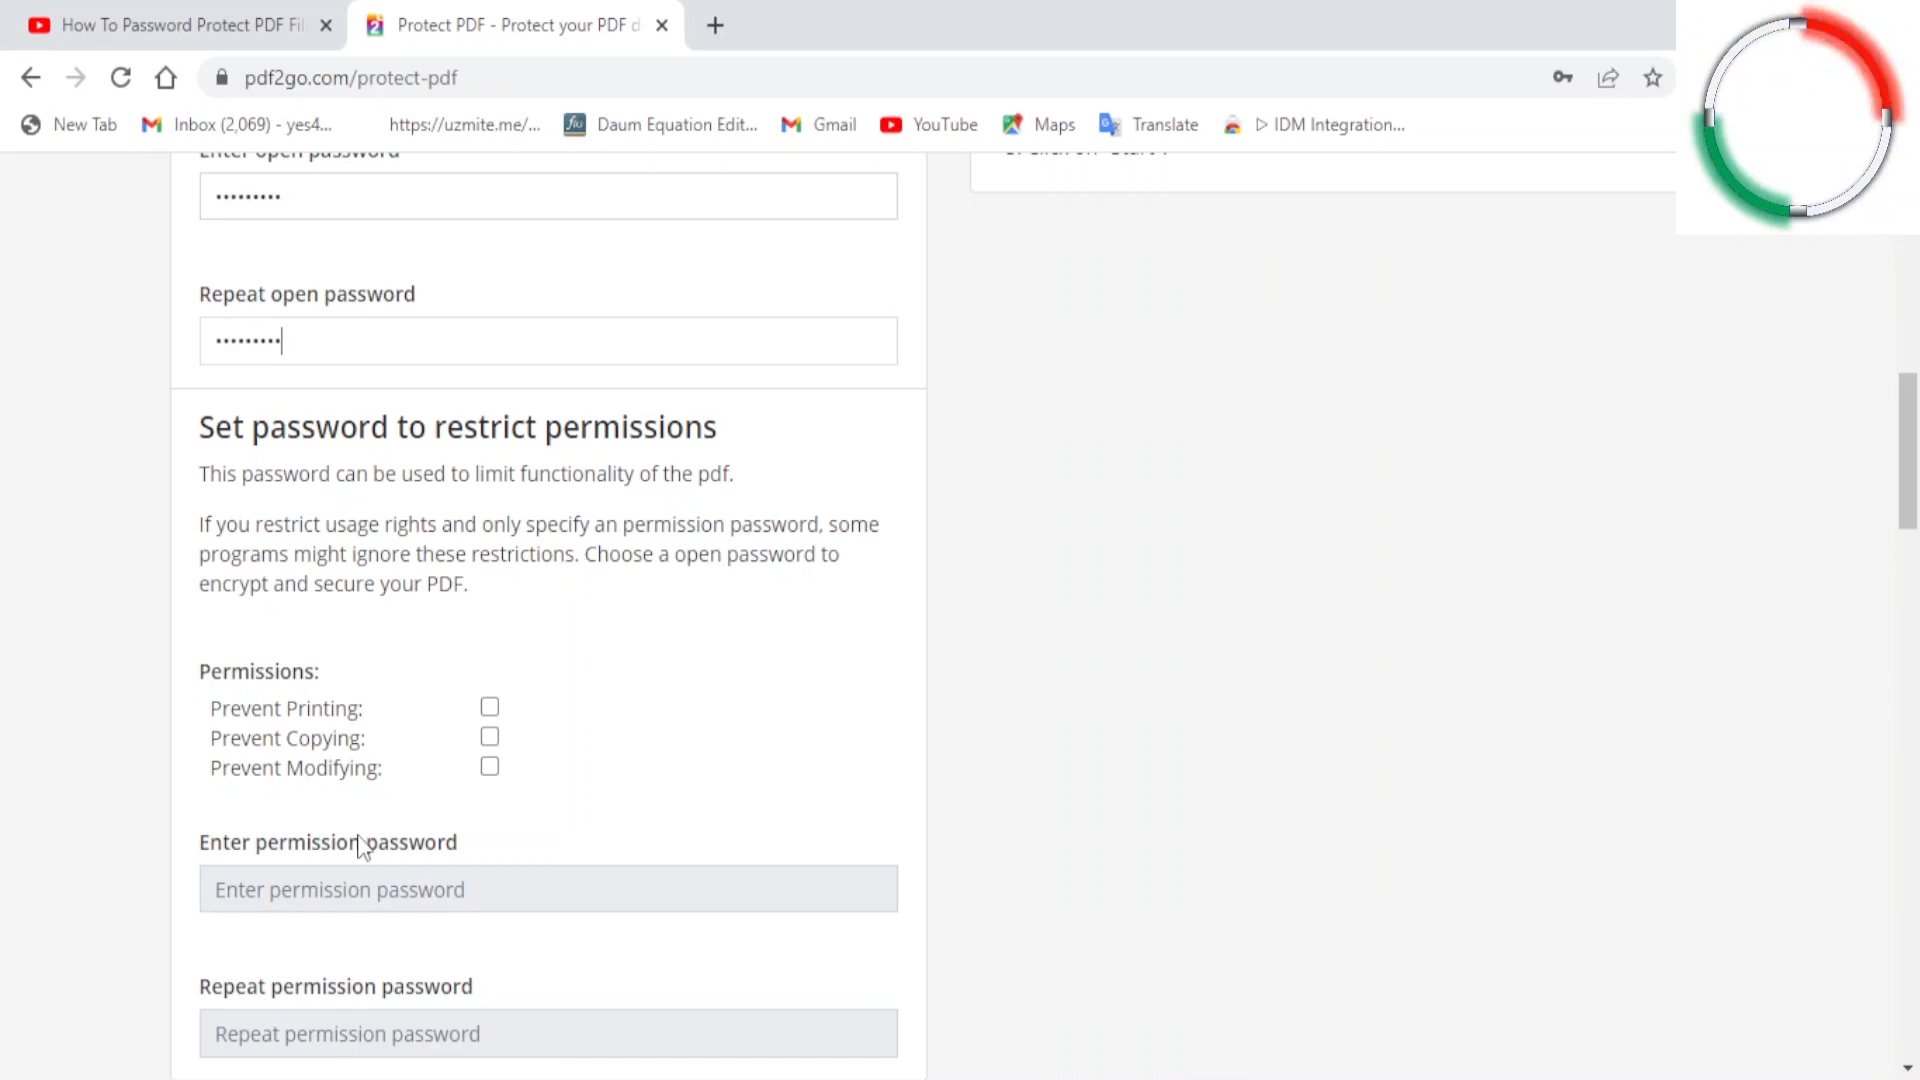 How To Password Protect PDF Fil
Protect PDF - Protect your PDF d
pdf2go.com/protect-pdf
New Tab
Inbox (2,069) - yes4...
https://uzmite.me/...
Daum Equation Edit...
Gmail
YouTube
Maps
Translate
▷ IDM Integration...
Enter open password
•••••••••
Repeat open password
•••••••••
Set password to restrict permissions
This password can be used to limit functionality of the pdf.
If you restrict usage rights and only specify an permission password, some
programs might ignore these restrictions. Choose a open password to
encrypt and secure your PDF.
Permissions:
Prevent Printing:
Prevent Copying:
Prevent Modifying:
Enter permission password
Enter permission password
Repeat permission password
Repeat permission password